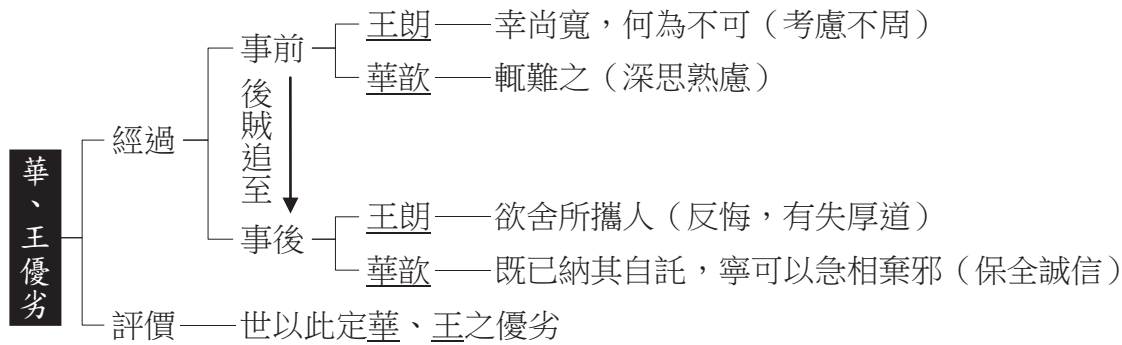 華、王優劣
經過
事前
王朗——幸尚寬，何為不可（考慮不周）
華歆——輒難之（深思熟慮）
後賊追至
事後
王朗——欲舍所攜人（反悔，有失厚道）
華歆——既已納其自託，寧可以急相棄邪（保全誠信）
評價——世以此定華、王之優劣